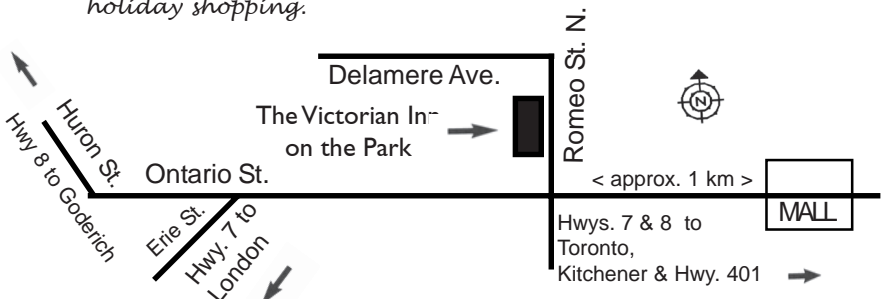 holiday shopping.
Romeo St. N.
Delamere Ave.
The Victorian
on the Park
N
Huron St.
Hwy 8 to Goderich
Ontario St.
< approx. 1 km >
MALL
Erie St.
Hwy. 7 to
London
Hwys. 7 & 8 to
Toronto,
Kitchener & Hwy. 401